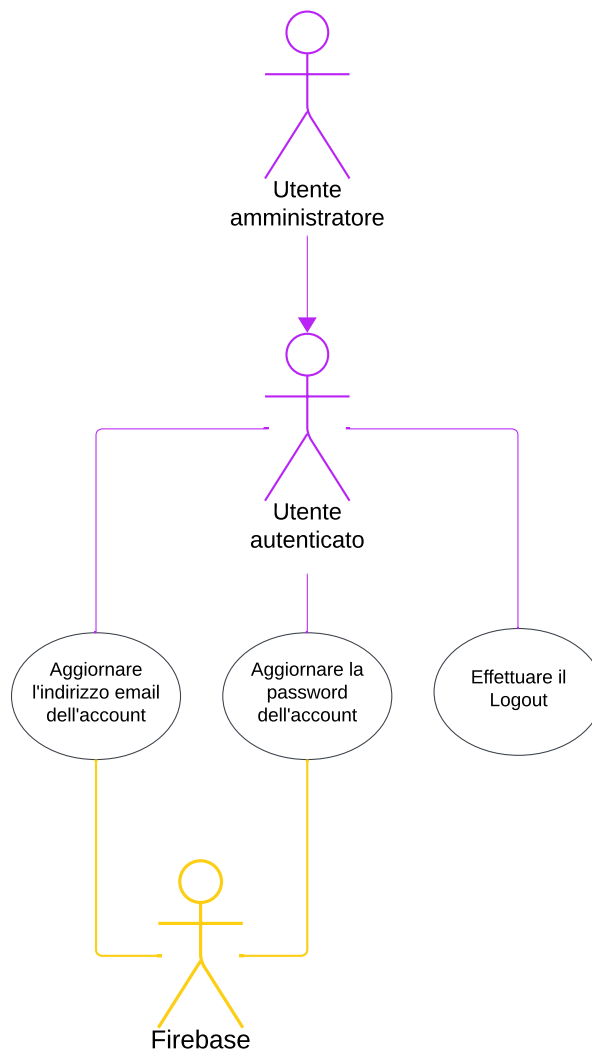 Utente
amministratore
Utente
autenticato
Aggiornare
l'indirizzo email
dell'account
Aggiornare la
password
dell'account
Effettuare il
Logout
Firebase